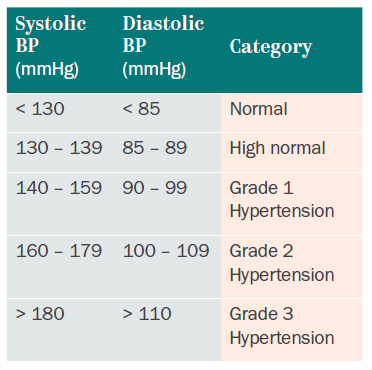 Systolic BP (mmHg) Diastolic BP (mmHg) Category
< 130 < 85 Normal
130 – 139 85 – 89 High normal
140 – 159 90 – 99 Grade 1 Hypertension
160 – 179 100 – 109 Grade 2 Hypertension
> 180 > 110 Grade 3 Hypertension